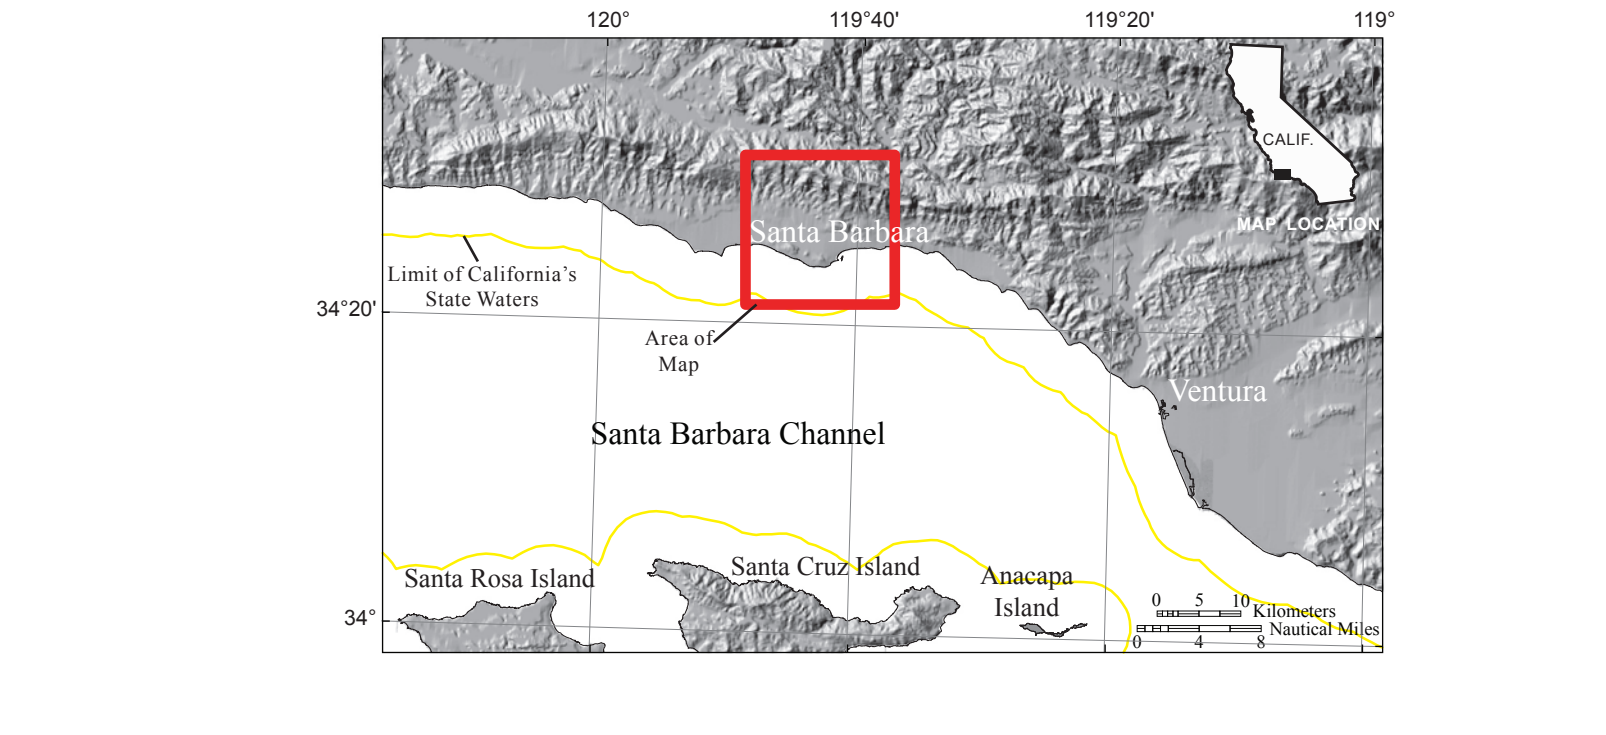 120°
119°40'
119°20'
119°
CALIF.
MAP LOCATION
Santa Barbara
Limit of California's
State Waters
34°20'
Area of
Map
Ventura
Santa Barbara Channel
Santa Cruz Island
Santa Rosa Island
Anacapa
Island
34°
0 5 10 Kilometers
Nautical Miles
0 4 8